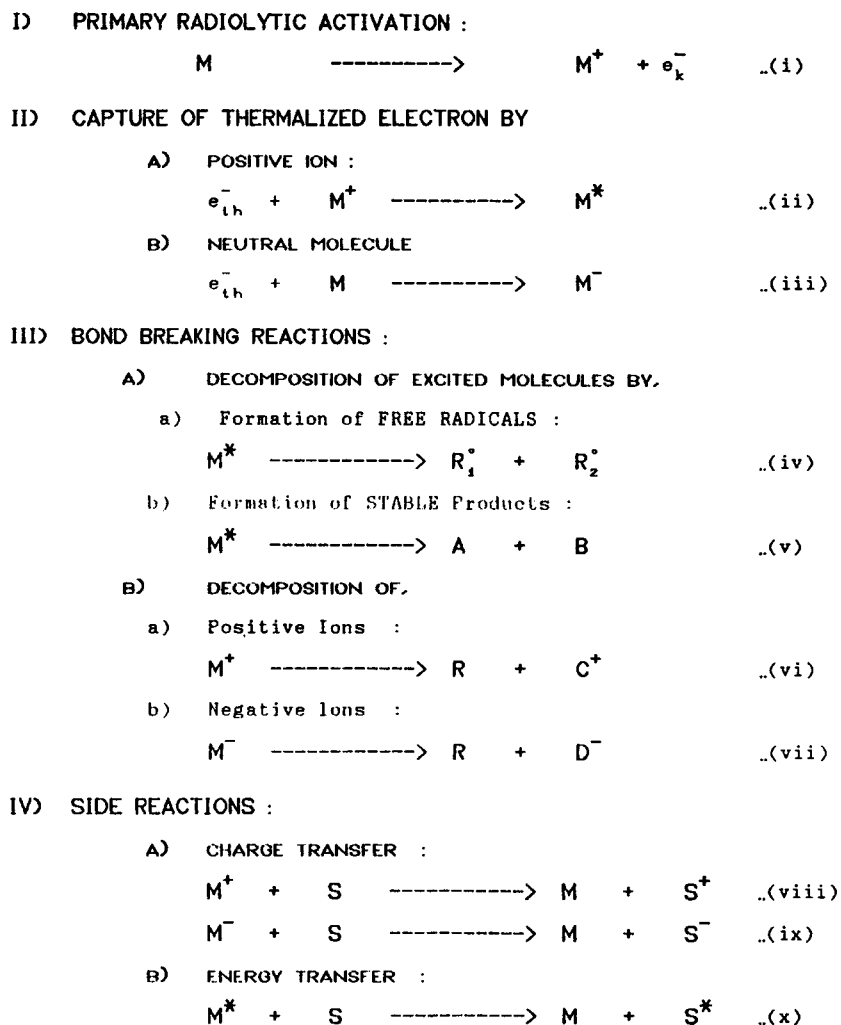 I) PRIMARY RADIOLYTIC ACTIVATION :
M ----------> M⁺ + e⁻ₖ ..(i)
II) CAPTURE OF THERMALIZED ELECTRON BY
A) POSITIVE ION :
e⁻ₜₕ + M⁺ ----------> M* ..(ii)
B) NEUTRAL MOLECULE
e⁻ₜₕ + M ----------> M⁻ ..(iii)
III) BOND BREAKING REACTIONS :
A) DECOMPOSITION OF EXCITED MOLECULES BY,
a) Formation of FREE RADICALS :
M* ------------> R₁° + R₂° ..(iv)
b) Formation of STABLE Products :
M* ------------> A + B ..(v)
B) DECOMPOSITION OF,
a) Positive Ions :
M⁺ ------------> R + C⁺ ..(vi)
b) Negative Ions :
M⁻ ------------> R + D⁻ ..(vii)
IV) SIDE REACTIONS :
A) CHARGE TRANSFER :
M⁺ + S -----------> M + S⁺ ..(viii)
M⁻ + S -----------> M + S⁻ ..(ix)
B) ENERGY TRANSFER :
M* + S -----------> M + S* ..(x)